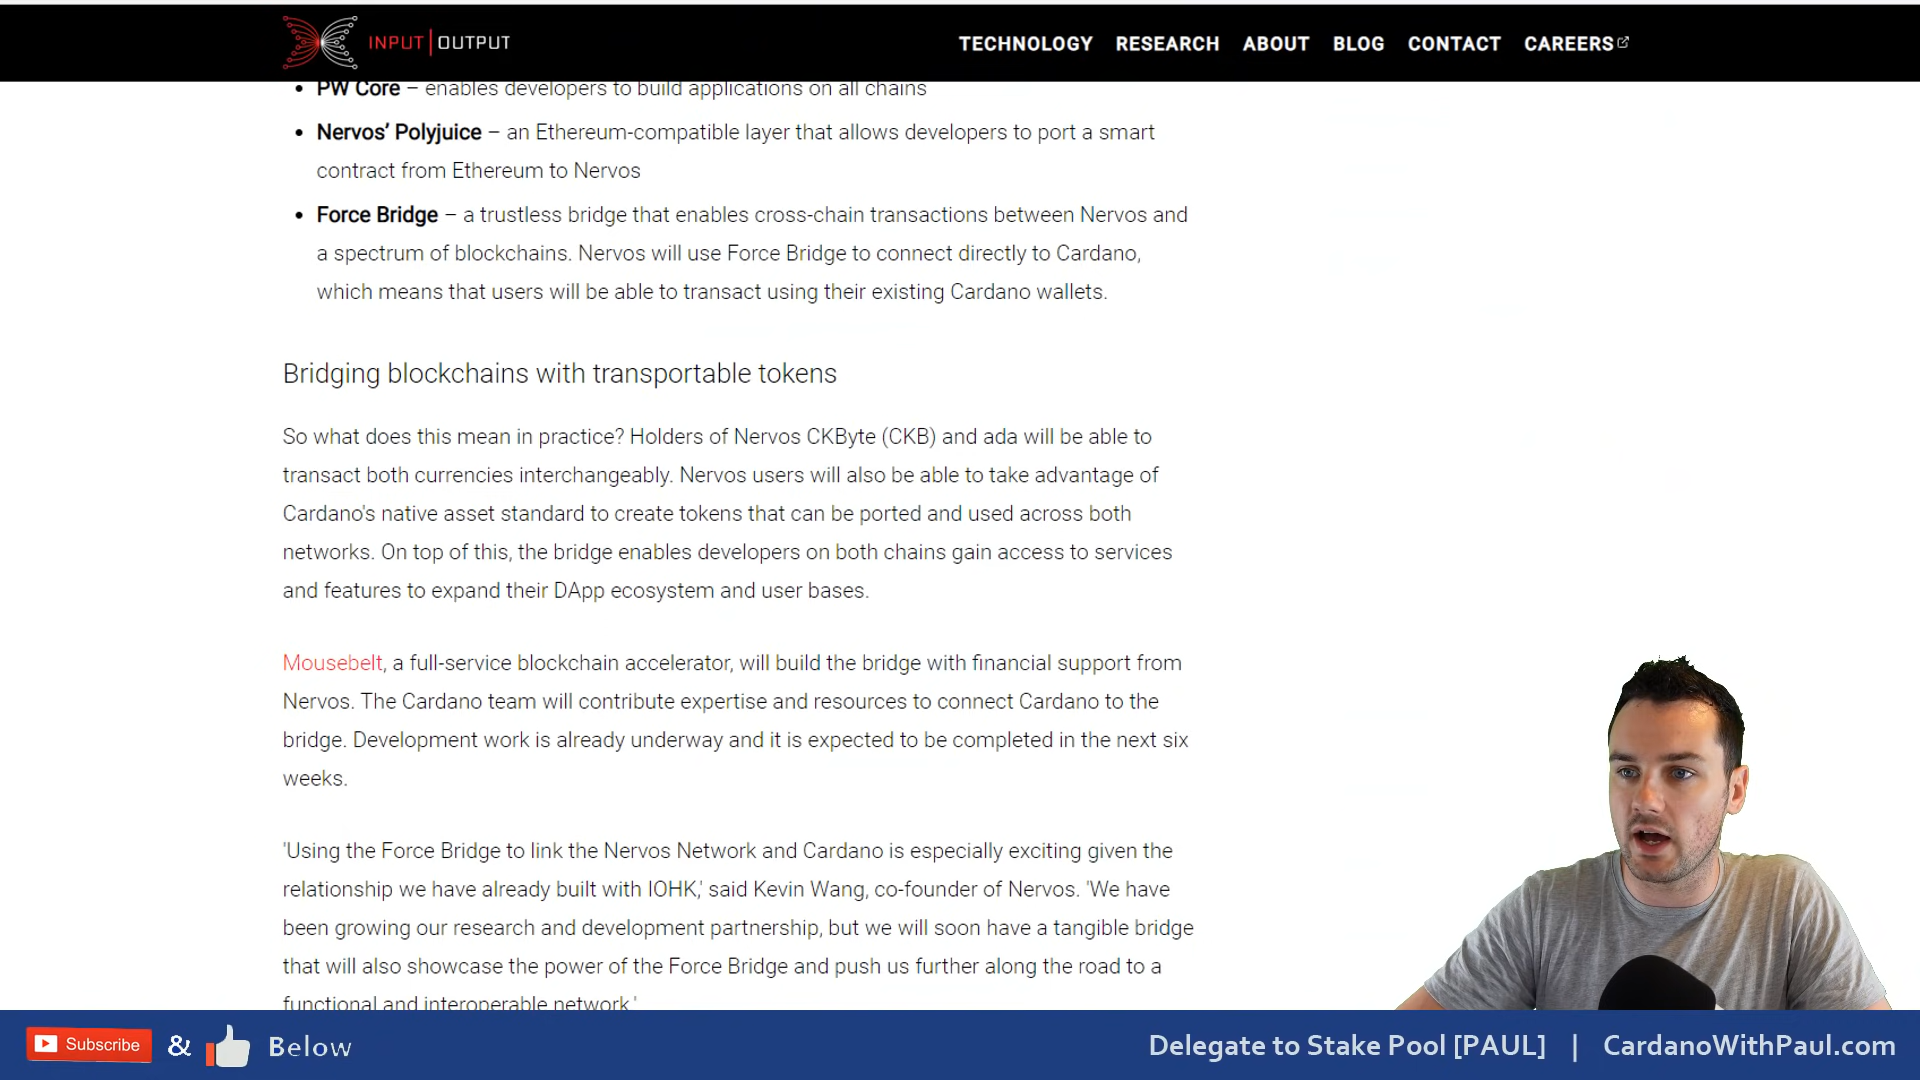 INPUT|OUTPUT
TECHNOLOGY RESEARCH ABOUT BLOG CONTACT CAREERS
• PW Core – enables developers to build applications on all chains
• Nervos’ Polyjuice – an Ethereum-compatible layer that allows developers to port a smart
contract from Ethereum to Nervos
• Force Bridge – a trustless bridge that enables cross-chain transactions between Nervos and
a spectrum of blockchains. Nervos will use Force Bridge to connect directly to Cardano,
which means that users will be able to transact using their existing Cardano wallets.
Bridging blockchains with transportable tokens
So what does this mean in practice? Holders of Nervos CKByte (CKB) and ada will be able to
transact both currencies interchangeably. Nervos users will also be able to take advantage of
Cardano's native asset standard to create tokens that can be ported and used across both
networks. On top of this, the bridge enables developers on both chains gain access to services
and features to expand their DApp ecosystem and user bases.
Mousebelt, a full-service blockchain accelerator, will build the bridge with financial support from
Nervos. The Cardano team will contribute expertise and resources to connect Cardano to the
bridge. Development work is already underway and it is expected to be completed in the next six
weeks.
'Using the Force Bridge to link the Nervos Network and Cardano is especially exciting given the
relationship we have already built with IOHK,' said Kevin Wang, co-founder of Nervos. 'We have
been growing our research and development partnership, but we will soon have a tangible bridge
that will also showcase the power of the Force Bridge and push us further along the road to a
functional and interoperable network.'
Subscribe & Below
Delegate to Stake Pool [PAUL] | CardanoWithPaul.com